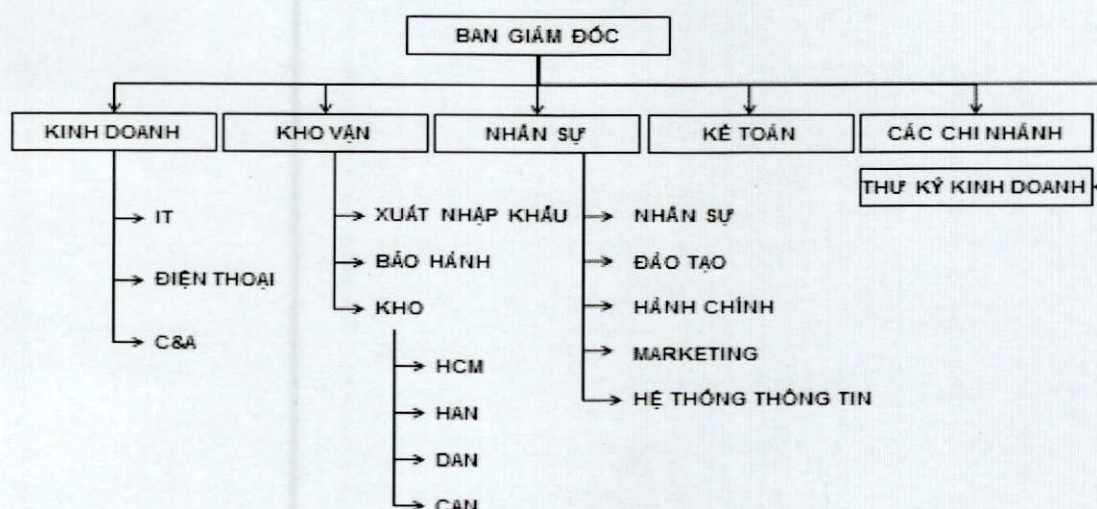 BAN GIÁM ĐỐC
KINH DOANH
KHO VẬN
NHÂN SỰ
KẾ TOÁN
CÁC CHI NHÁNH
THƯ KÝ KINH DOANH
IT
ĐIỆN THOẠI
C&A
XUẤT NHẬP KHẨU
BẢO HÀNH
KHO
HCM
HAN
DAN
CAN
NHÂN SỰ
ĐÀO TẠO
HÀNH CHÍNH
MARKETING
HỆ THỐNG THÔNG TIN